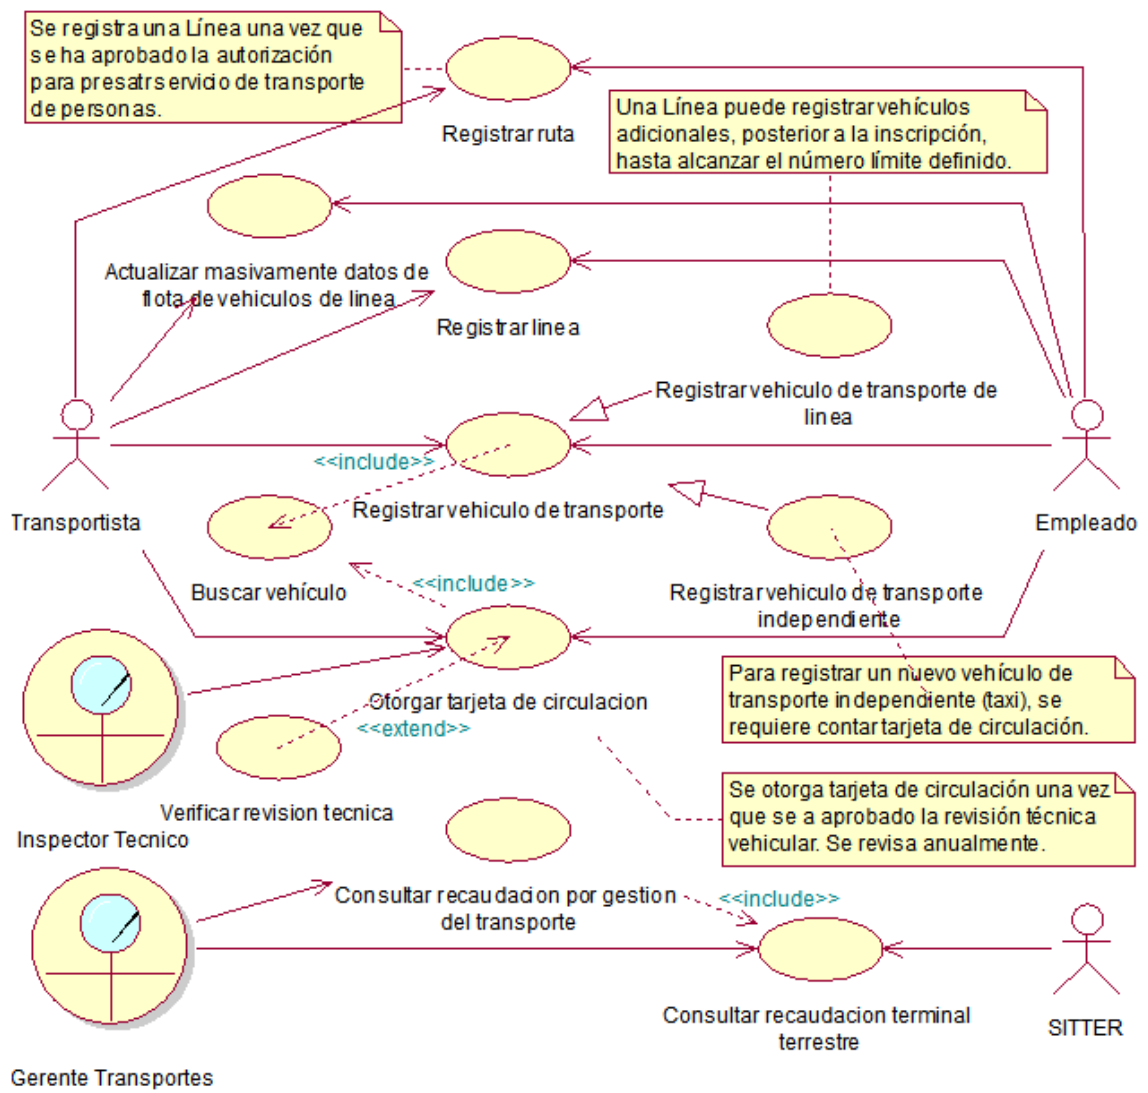 Se registra una Línea una vez que
se ha aprobado la autorización
para presatr servicio de transporte
de personas.
Registrar ruta
Una Línea puede registrar vehículos
adicionales, posterior a la inscripción,
hasta alcanzar el número límite definido.
Actualizar masivamente datos de
flota de vehiculos de linea
Registrar linea
Registrar vehiculo de transporte de
linea
<<include>>
Registrar vehiculo de transporte
Transportista
Empleado
Buscar vehículo
<<include>>
Registrar vehiculo de transporte
independiente
Otorgar tarjeta de circulacion
<<extend>>
Para registrar un nuevo vehículo de
transporte independiente (taxi), se
requiere contar tarjeta de circulación.
Verificar revision tecnica
Inspector Tecnico
Se otorga tarjeta de circulación una vez
que se a aprobado la revisión técnica
vehicular. Se revisa anualmente.
Consultar recaudacion por gestion
del transporte
<<include>>
Consultar recaudacion terminal
terrestre
SITTER
Gerente Transportes